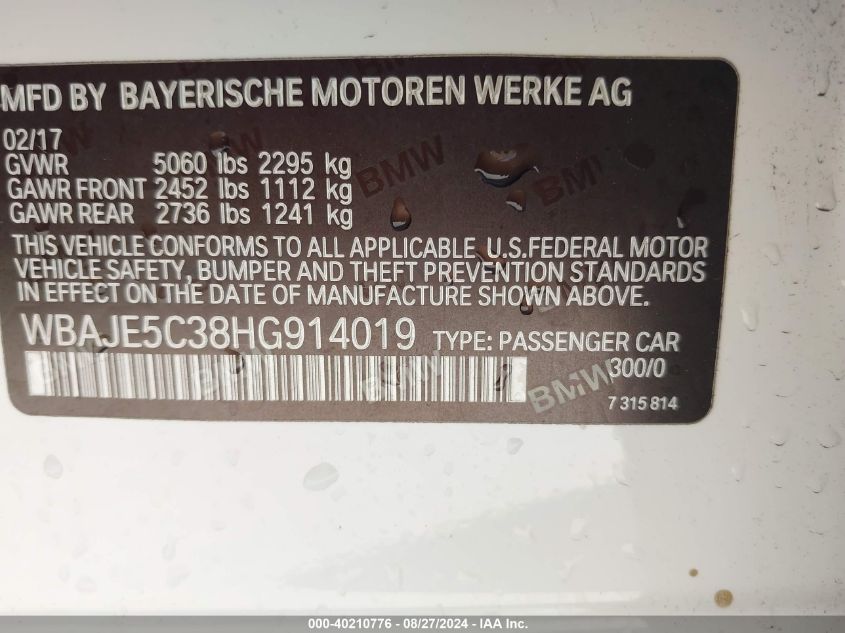 MFD BY BAYERISCHE MOTOREN WERKE AG
02/17
GVWR 5060 lbs 2295 kg
GAWR FRONT 2452 lbs 1112 kg
GAWR REAR 2736 lbs 1241 kg
THIS VEHICLE CONFORMS TO ALL APPLICABLE U.S.FEDERAL MOTOR
VEHICLE SAFETY, BUMPER AND THEFT PREVENTION STANDARDS
IN EFFECT ON THE DATE OF MANUFACTURE SHOWN ABOVE.
WBAJE5C38HG914019 TYPE: PASSENGER CAR
300/0
7 315 814
BMW
BMW
BMW
000-40210776 - 08/27/2024 - IAA Inc.